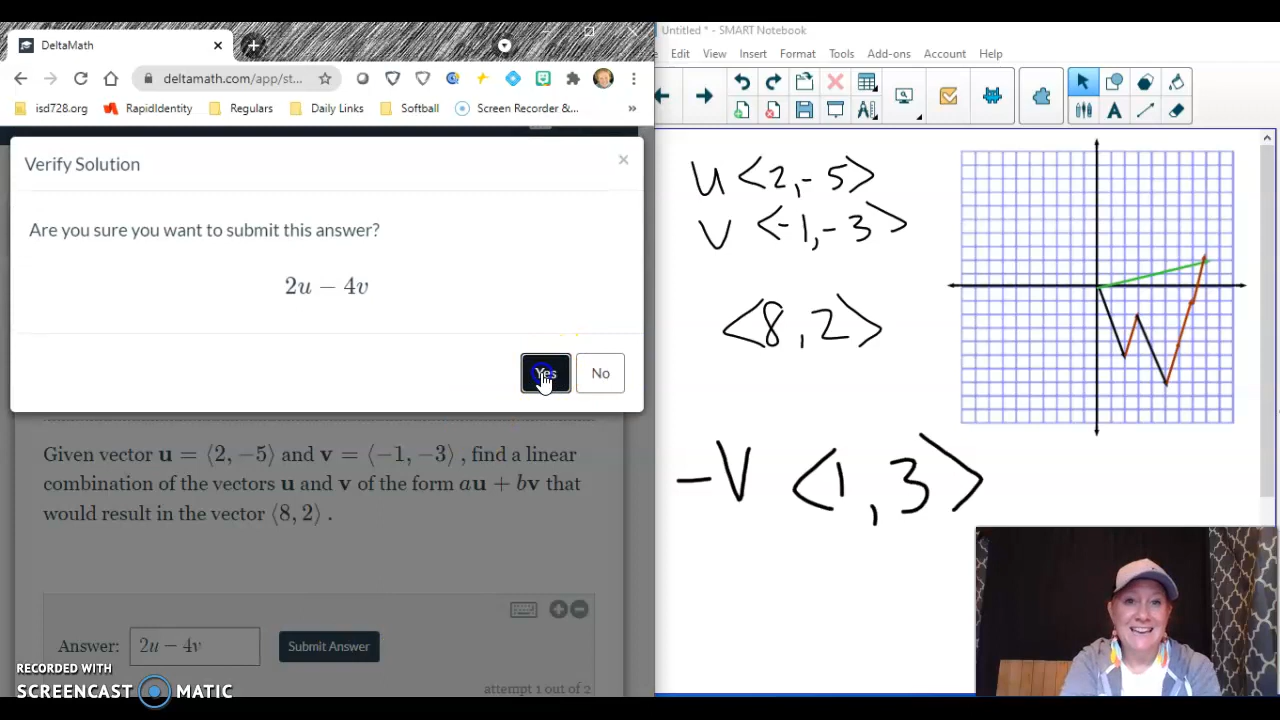 Untitled * - SMART Notebook
DeltaMath
Edit View Insert Format Tools Add-ons Account Help
deltamath.com/app/st...
isd728.org RapidIdentity Regulars Daily Links Softball Screen Recorder &... »
Verify Solution
Are you sure you want to submit this answer?
2u − 4v
Yes No
Given vector u = ⟨2, −5⟩ and v = ⟨−1, −3⟩ , find a linear
combination of the vectors u and v of the form au + bv that
would result in the vector ⟨8, 2⟩ .
Answer: 2u − 4v Submit Answer
attempt 1 out of 2
RECORDED WITH
SCREENCAST MATIC
u <2,-5>
v <-1,-3>
<8,2>
-v <1,3>